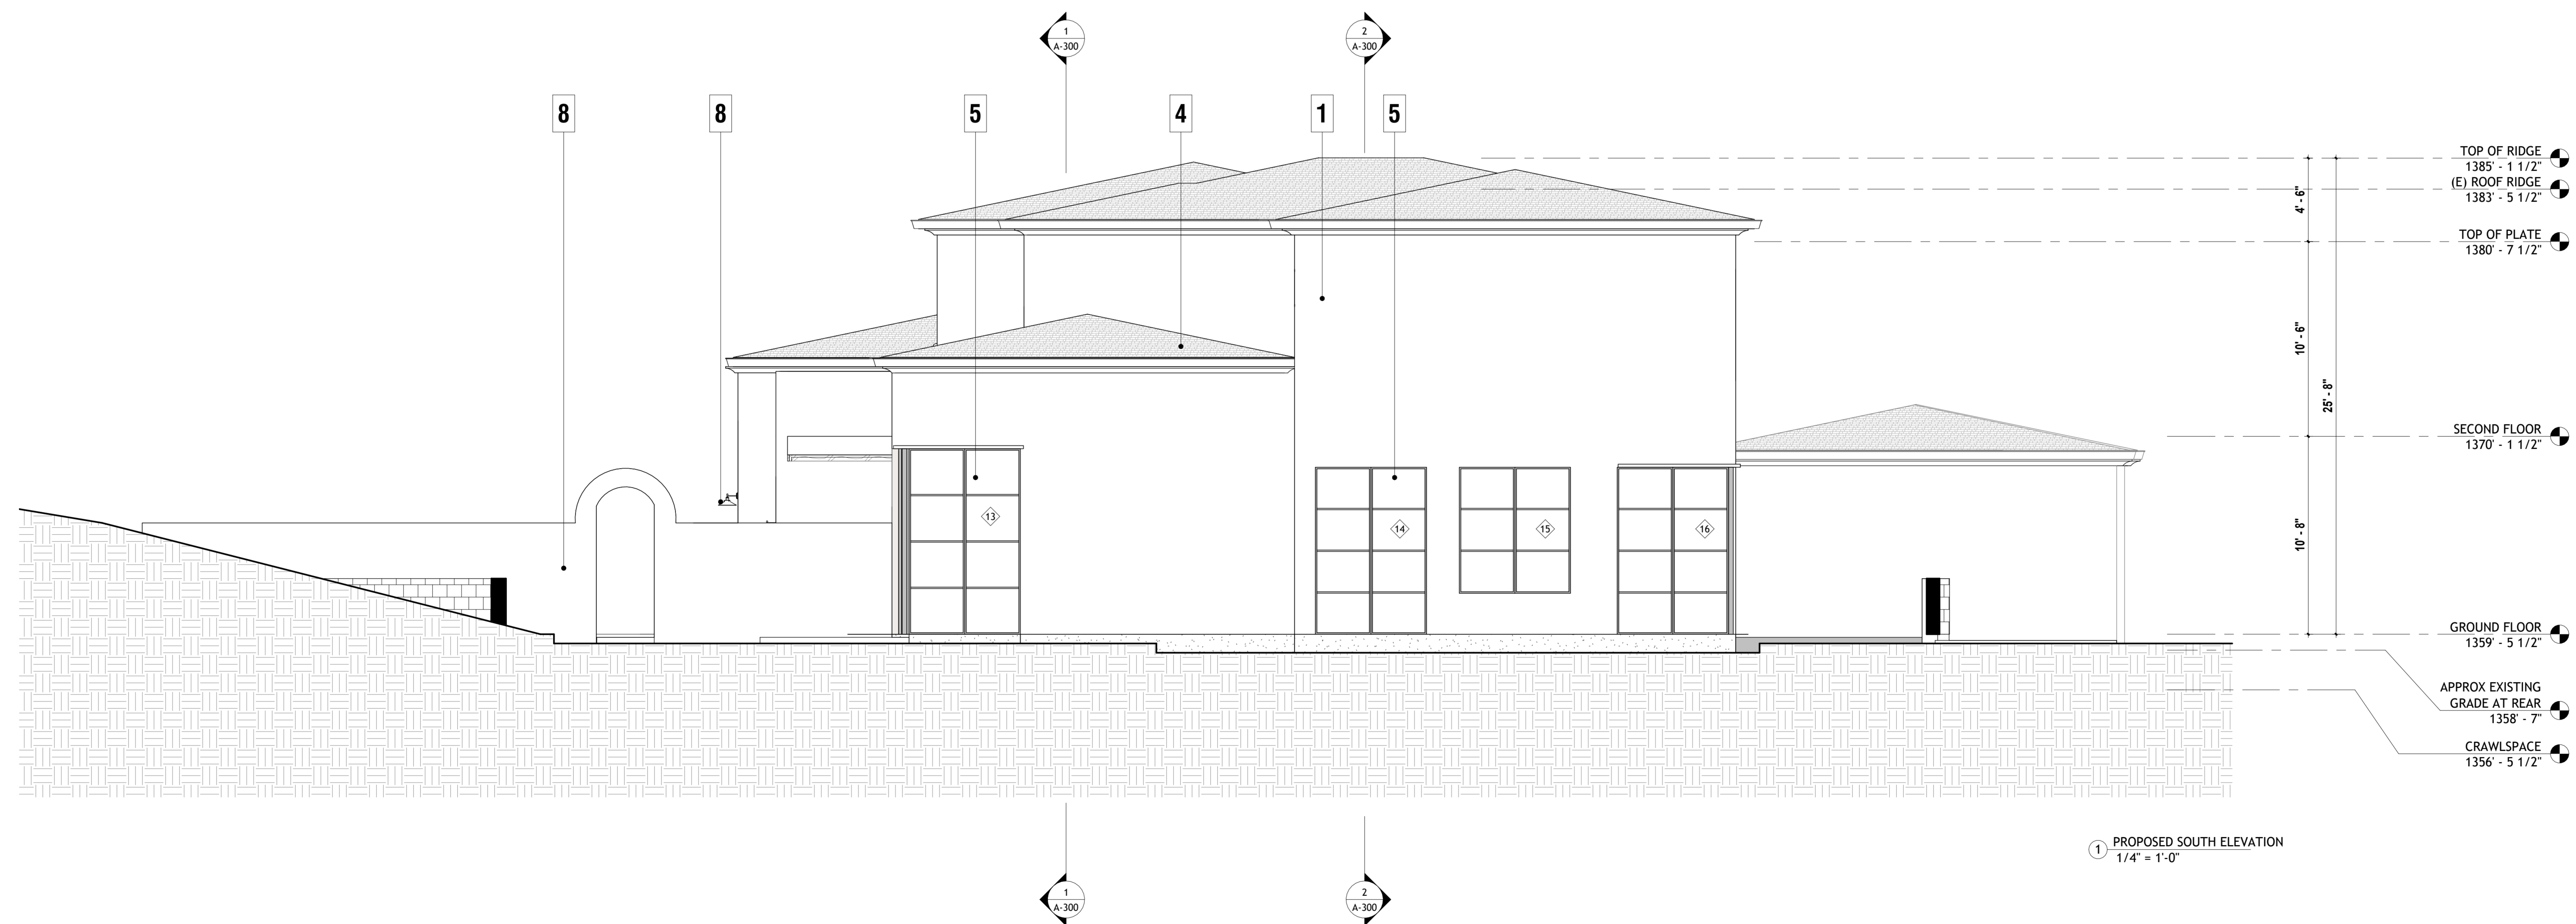 1
A-300
2
A-300
8
8
5
4
1
5
TOP OF RIDGE
1385' - 1 1/2"
(E) ROOF RIDGE
1383' - 5 1/2"
4' - 6"
TOP OF PLATE
1380' - 7 1/2"
10' - 6"
25' - 8"
SECOND FLOOR
1370' - 1 1/2"
13
14
15
16
10' - 8"
GROUND FLOOR
1359' - 5 1/2"
APPROX EXISTING
GRADE AT REAR
1358' - 7"
CRAWLSPACE
1356' - 5 1/2"
1 PROPOSED SOUTH ELEVATION
1/4" = 1'-0"
1
A-300
2
A-300